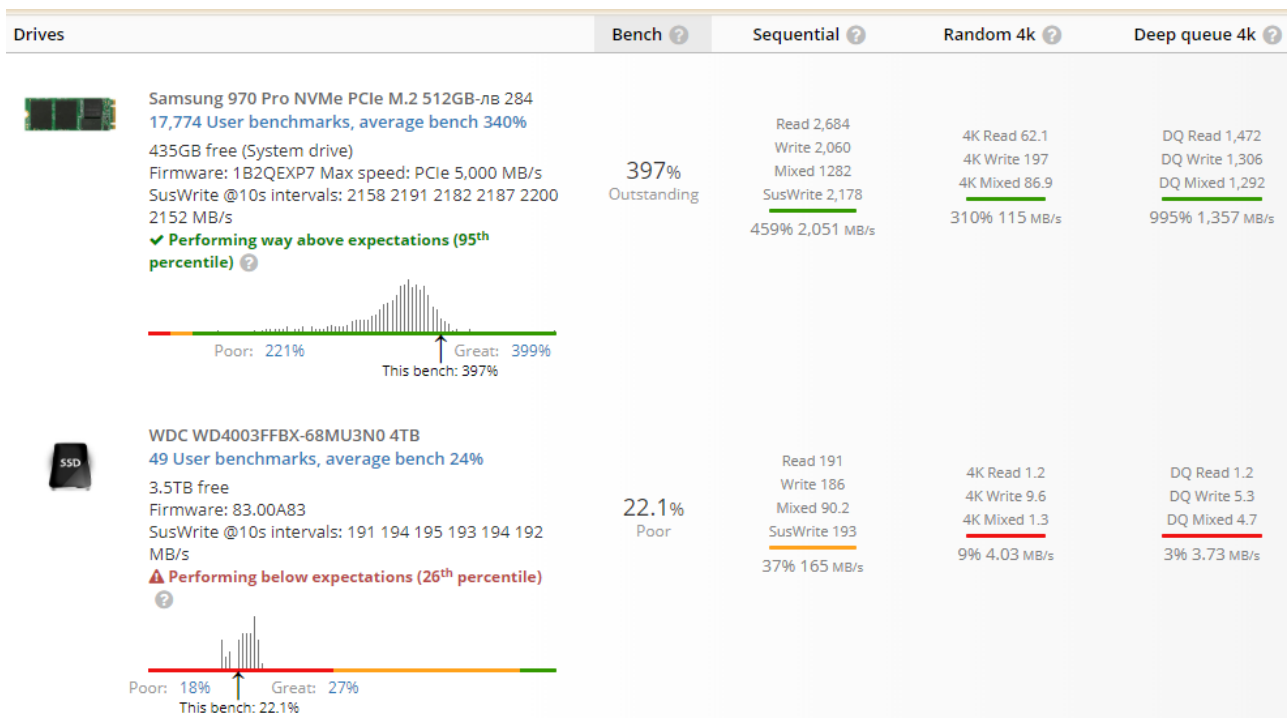 Drives Bench ? Sequential ? Random 4k ? Deep queue 4k ?
Samsung 970 Pro NVMe PCIe M.2 512GB-лв 284
17,774 User benchmarks, average bench 340%
435GB free (System drive)
Firmware: 1B2QEXP7 Max speed: PCIe 5,000 MB/s
SusWrite @10s intervals: 2158 2191 2182 2187 2200
2152 MB/s
✔ Performing way above expectations (95th
percentile) ?
Poor: 221% Great: 399%
This bench: 397%
397%
Outstanding
Read 2,684
Write 2,060
Mixed 1282
SusWrite 2,178
459% 2,051 MB/s
4K Read 62.1
4K Write 197
4K Mixed 86.9
310% 115 MB/s
DQ Read 1,472
DQ Write 1,306
DQ Mixed 1,292
995% 1,357 MB/s
SSD
WDC WD4003FFBX-68MU3N0 4TB
49 User benchmarks, average bench 24%
3.5TB free
Firmware: 83.00A83
SusWrite @10s intervals: 191 194 195 193 194 192
MB/s
Performing below expectations (26th percentile)
?
Poor: 18% Great: 27%
This bench: 22.1%
22.1%
Poor
Read 191
Write 186
Mixed 90.2
SusWrite 193
37% 165 MB/s
4K Read 1.2
4K Write 9.6
4K Mixed 1.3
9% 4.03 MB/s
DQ Read 1.2
DQ Write 5.3
DQ Mixed 4.7
3% 3.73 MB/s